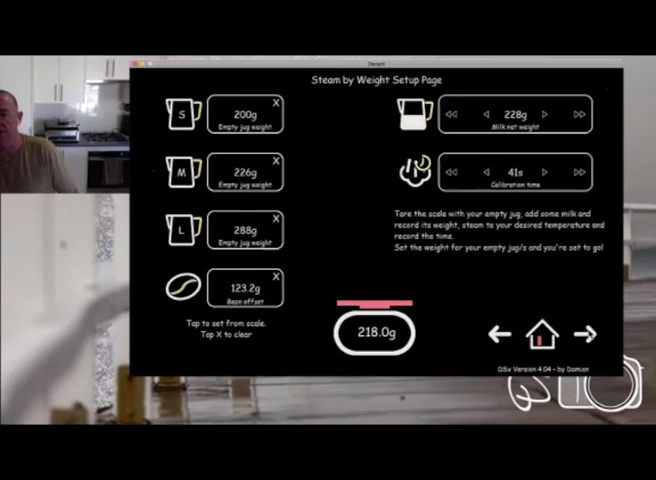 Decent
Steam by Weight Setup Page
S
200g
X
Empty jug weight
228g
Milk net weight
M
226g
X
Empty jug weight
41s
Calibration time
L
288g
X
Empty jug weight
Tare the scale with your empty jug, add some milk and
record its weight, steam to your desired temperature and
record the time.
Set the weight for your empty jug/s and you're set to go!
123.2g
X
Bean offset
Tap to set from scale.
Tap X to clear
218.0g
DSx Version 4.04 - by Damian